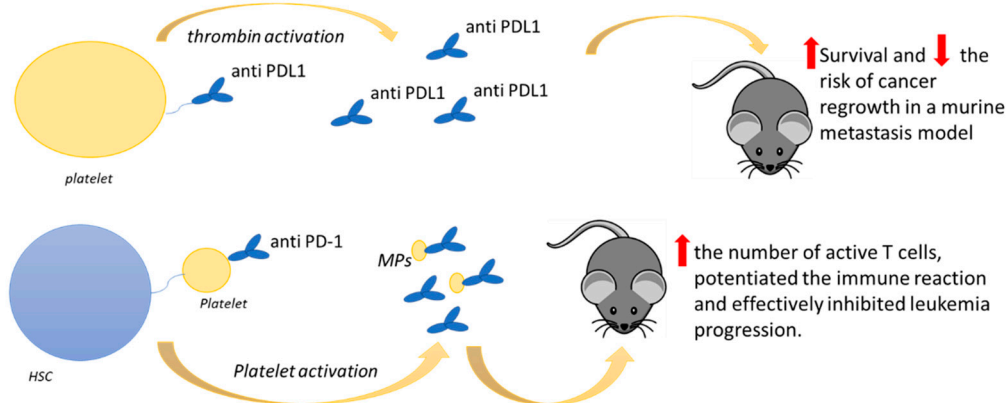 thrombin activation
anti PDL1
anti PDL1
anti PDL1
anti PDL1
platelet
Survival and the
risk of cancer
regrowth in a murine
metastasis model
anti PD-1
Platelet
HSC
MPs
Platelet activation
the number of active T cells,
potentiated the immune reaction
and effectively inhibited leukemia
progression.